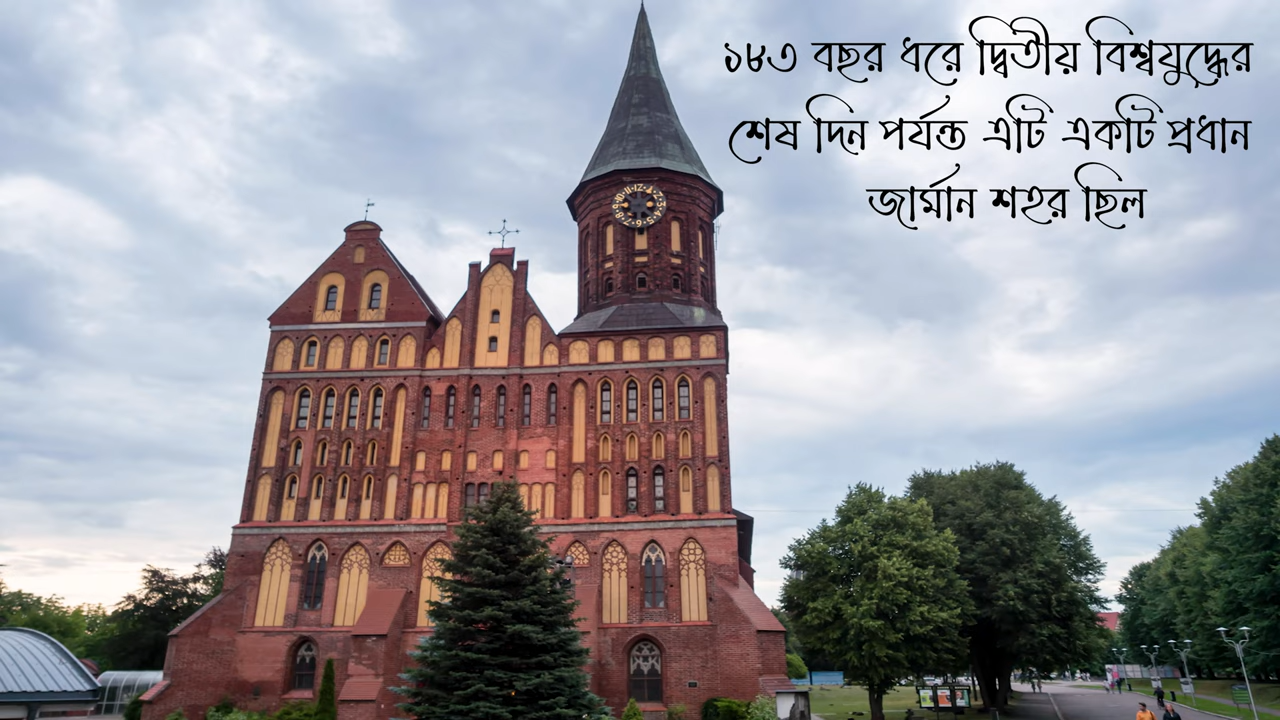 ১৮৩ বছর ধরে দ্বিতীয় বিশ্বযুদ্ধের
শেষ দিন পর্যন্ত এটি একটি প্রধান
জার্মান শহর ছিল